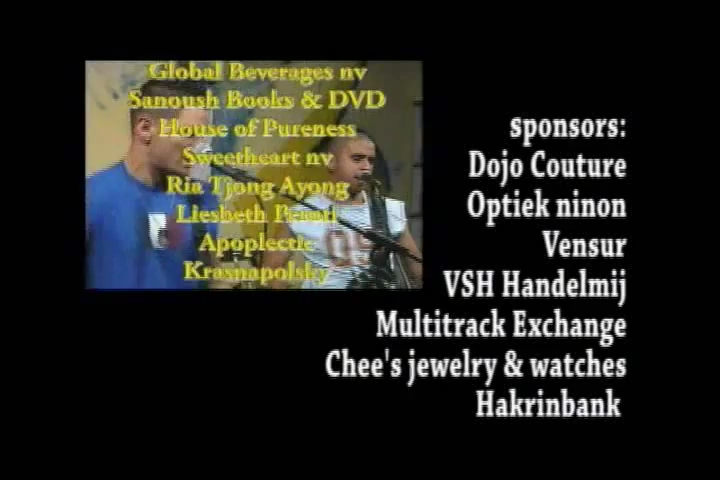 Global Beverages nv
Sanoush Books & DVD
House of Pureness
Sweetheart nv
Ria Tjong Ayong
Liesbeth
Apoplectic
Krasnapolsky
sponsors:
Dojo Couture
Optiek ninon
Vensur
VSH Handelmij
Multitrack Exchange
Chee's jewelry & watches
Hakrinbank